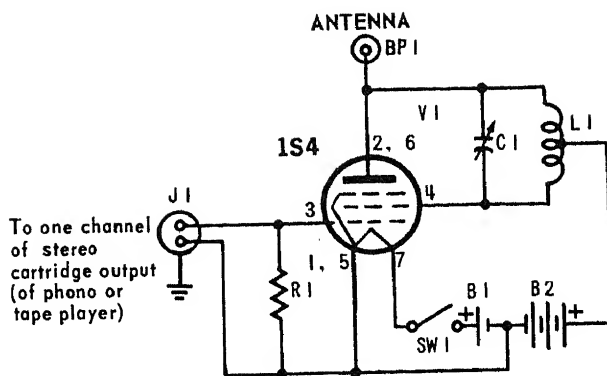 ANTENNA
BP1
V1
1S4
2, 6
C1
L1
J1
3
4
To one channel
of stereo
cartridge output
(of phono or
tape player)
1, 5
7
R1
+
B1
B2
+
SW1